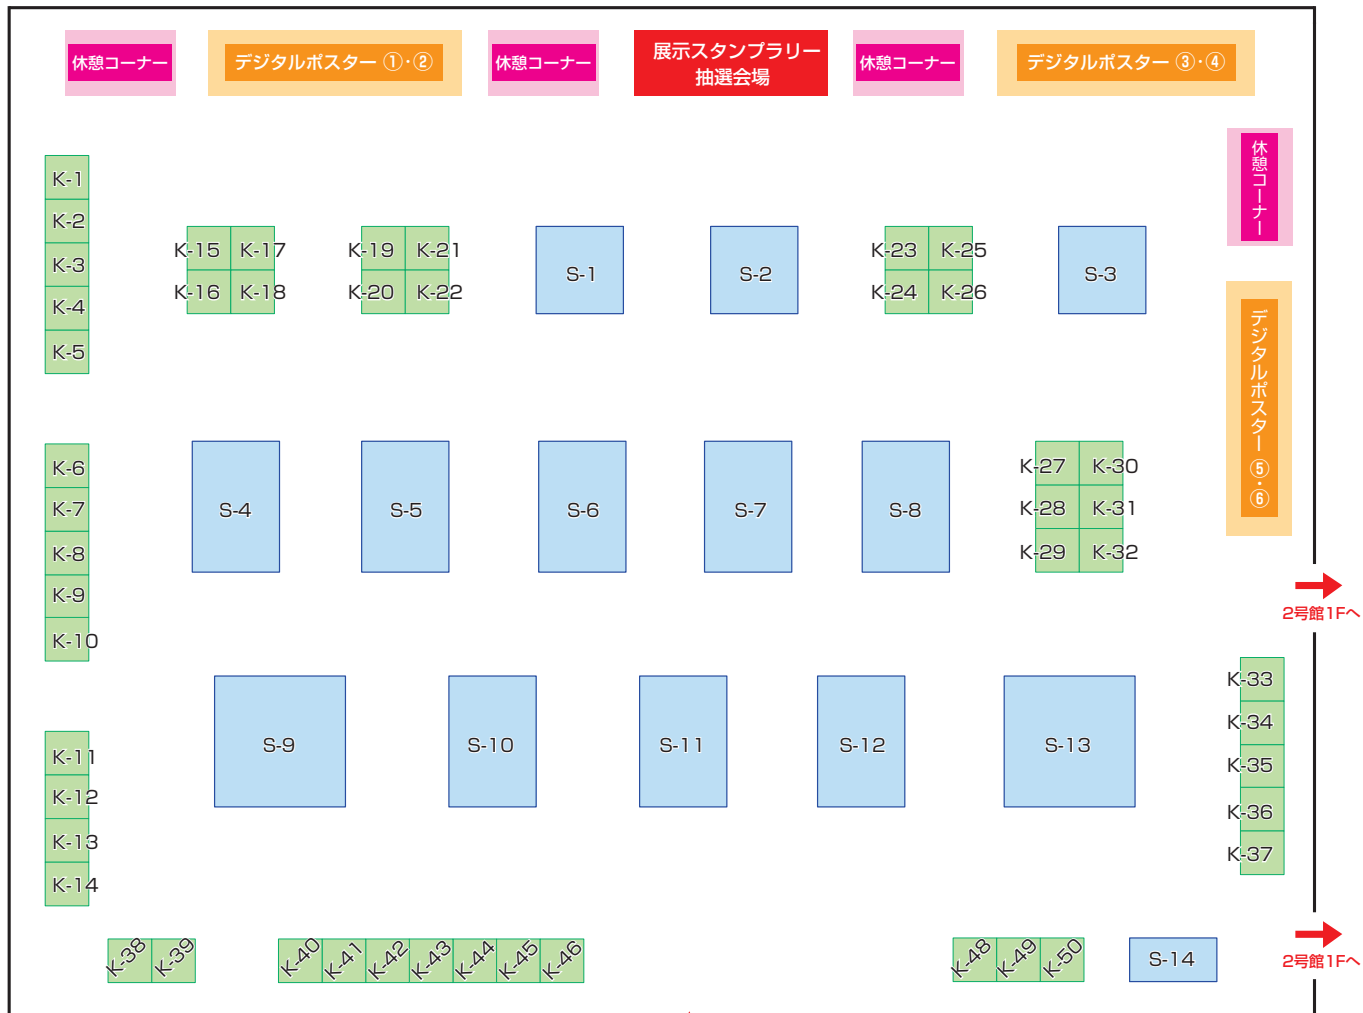 休憩コーナー
デジタルポスター ①・②
休憩コーナー
展示スタンプラリー
抽選会場
休憩コーナー
デジタルポスター ③・④
休憩コーナー
デジタルポスター ⑤・⑥
K-1
K-2
K-3
K-4
K-5
K-15
K-17
K-16
K-18
K-19
K-21
K-20
K-22
S-1
S-2
K-23
K-25
K-24
K-26
S-3
K-6
K-7
K-8
K-9
K-10
S-4
S-5
S-6
S-7
S-8
K-27
K-30
K-28
K-31
K-29
K-32
2号館1Fへ
K-11
K-12
K-13
K-14
S-9
S-10
S-11
S-12
S-13
K-33
K-34
K-35
K-36
K-37
K-38
K-39
K-40
K-41
K-42
K-43
K-44
K-45
K-46
K-48
K-49
K-50
S-14
2号館1Fへ